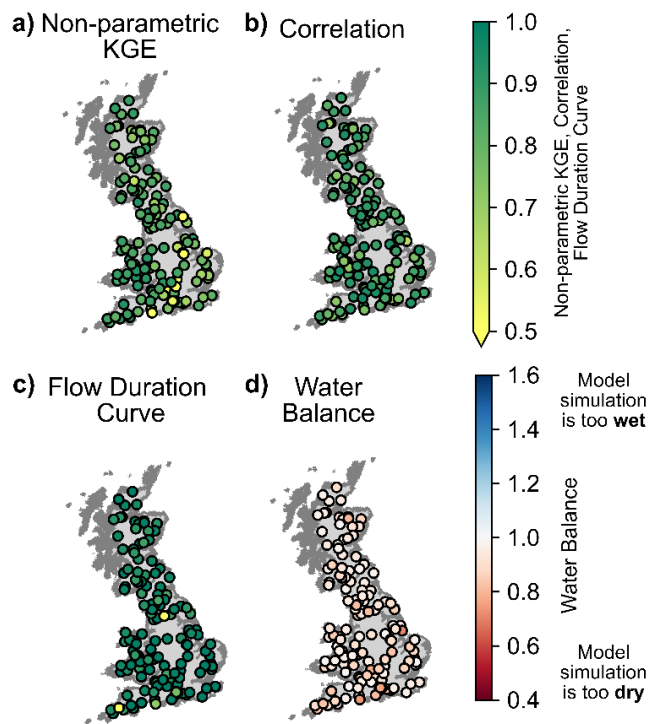 a) Non-parametric
KGE
b) Correlation
1.0
0.9
0.8
0.7
0.6
0.5
Non-parametric KGE, Correlation,
Flow Duration Curve
c) Flow Duration
Curve
d) Water
Balance
1.6
1.4
1.2
1.0
0.8
0.6
0.4
Water Balance
Model
simulation
is too wet
Model
simulation
is too dry